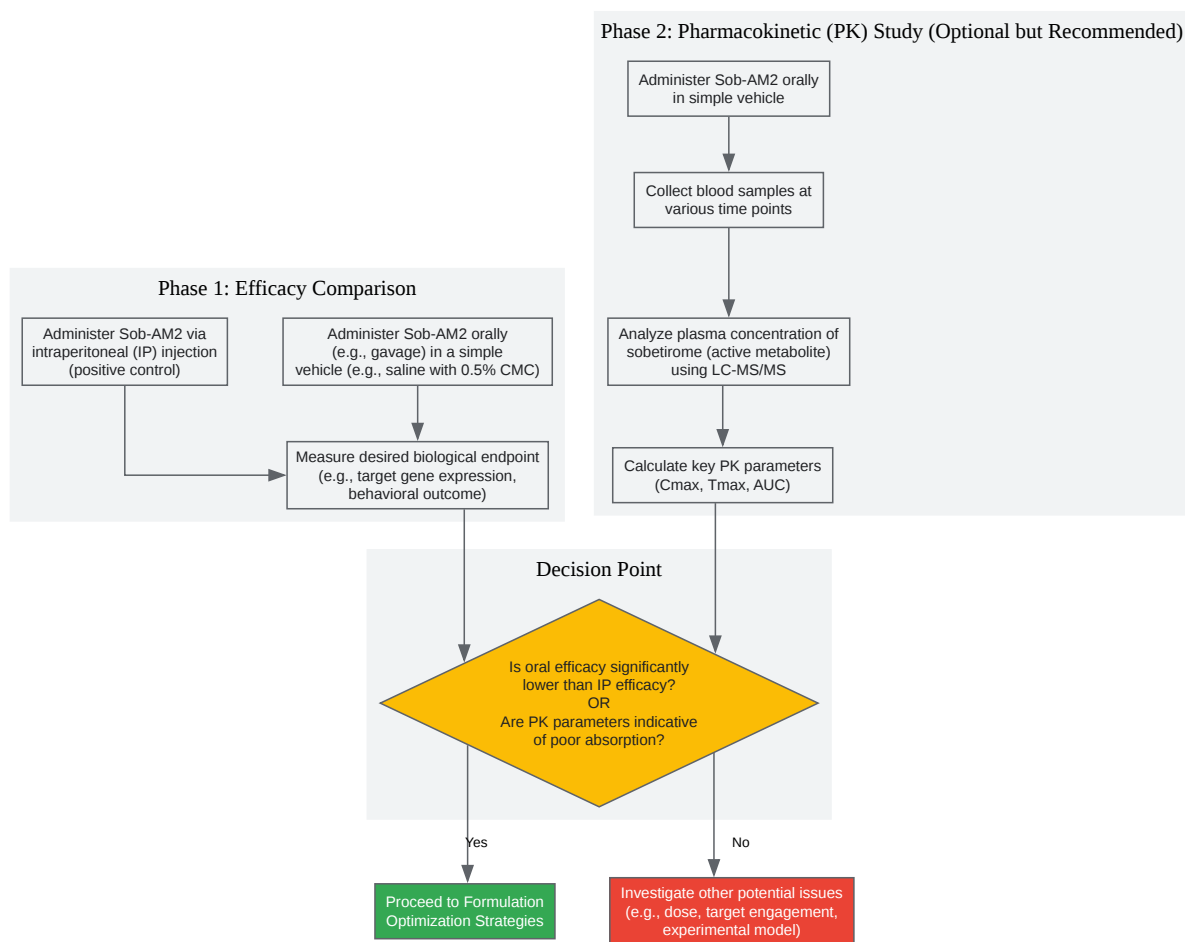 Phase 2: Pharmacokinetic (PK) Study (Optional but Recommended)
Administer Sob-AM2 orally
in simple vehicle
Collect blood samples at
various time points
Analyze plasma concentration of
sobetirome (active metabolite)
using LC-MS/MS
Calculate key PK parameters
(Cmax, Tmax, AUC)
Phase 1: Efficacy Comparison
Administer Sob-AM2 via
intraperitoneal (IP) injection
(positive control)
Administer Sob-AM2 orally
(e.g., gavage) in a simple
vehicle (e.g., saline with 0.5% CMC)
Measure desired biological endpoint
(e.g., target gene expression,
behavioral outcome)
Decision Point
Is oral efficacy significantly
lower than IP efficacy?
OR
Are PK parameters indicative
of poor absorption?
Yes
No
Proceed to Formulation
Optimization Strategies
Investigate other potential issues
(e.g., dose, target engagement,
experimental model)